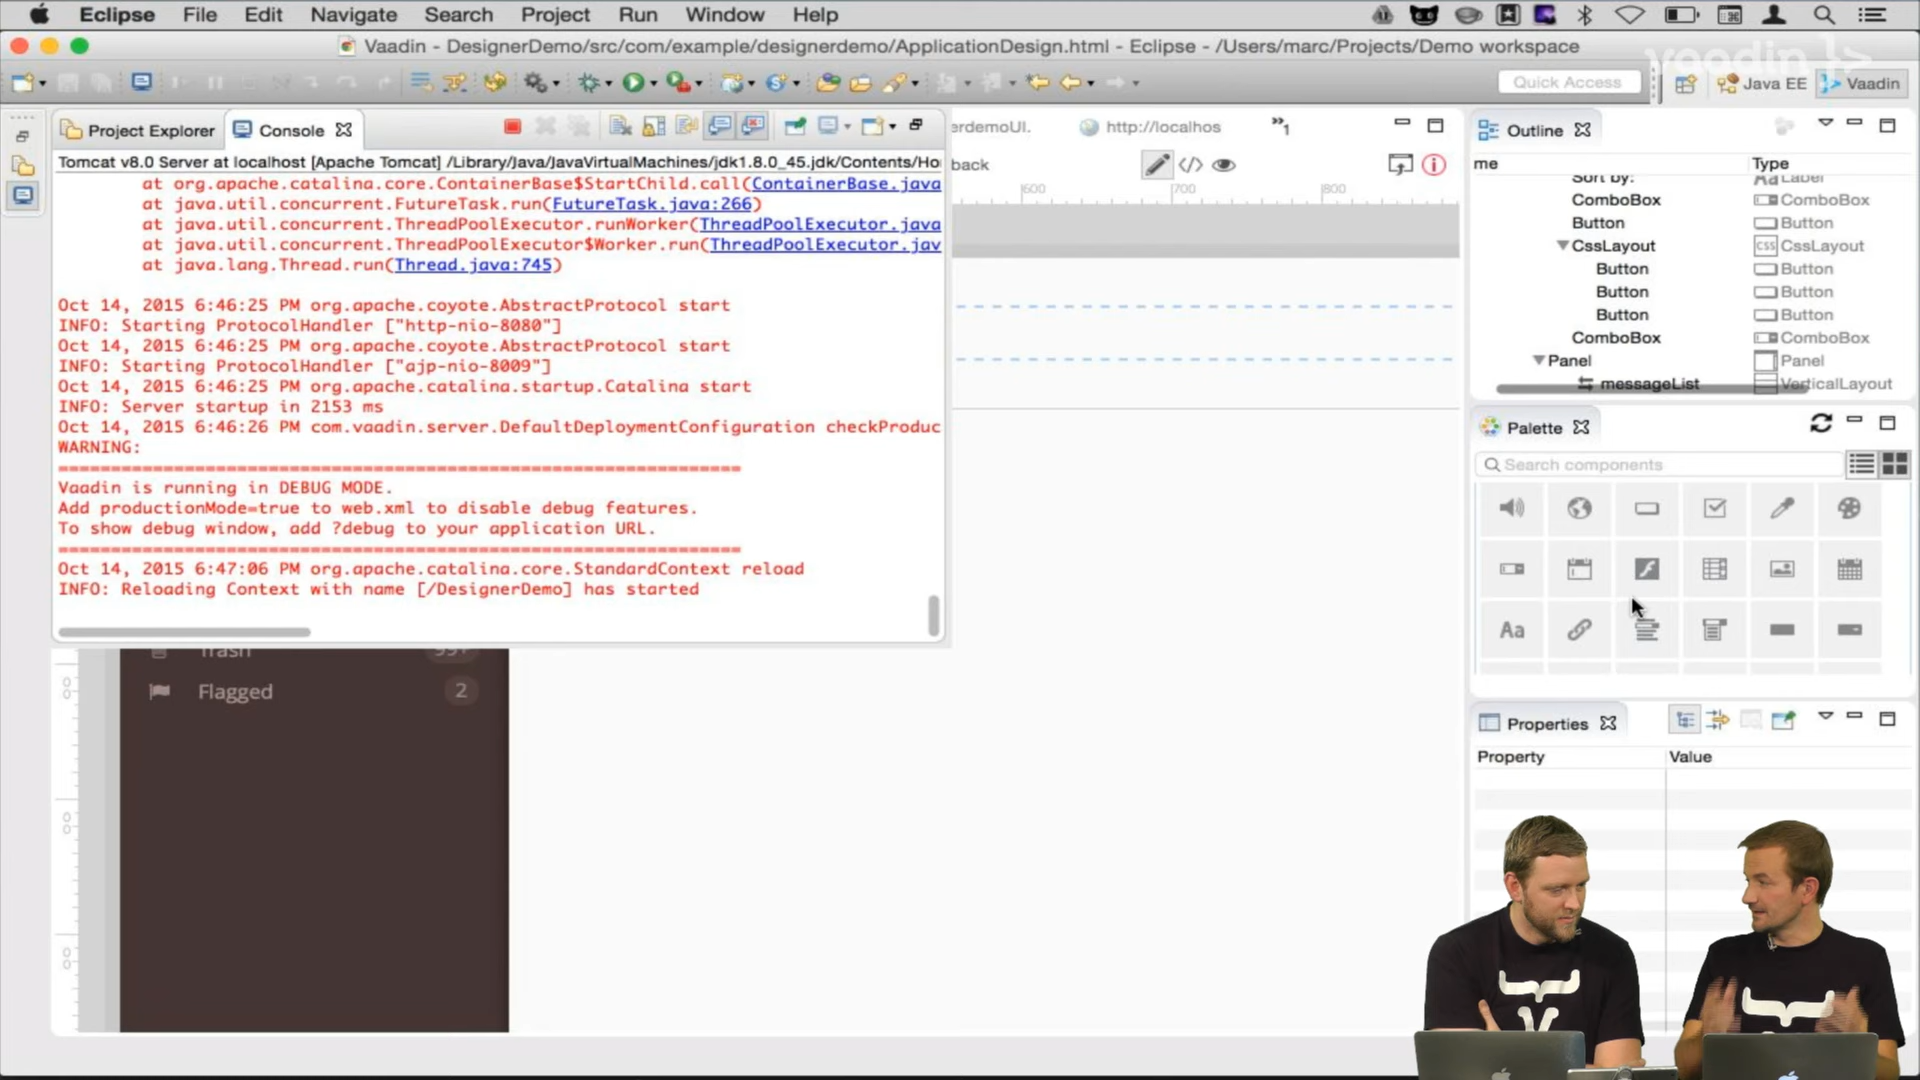 Eclipse File Edit Navigate Search Project Run Window Help
Vaadin - DesignerDemo/src/com/example/designerdemo/ApplicationDesign.html - Eclipse - /Users/marc/Projects/Demo workspace
vaadin }>
Quick Access
Java EE
Vaadin
Project Explorer
Console
erdemoUI.
http://localhos
»1
Tomcat v8.0 Server at localhost [Apache Tomcat] /Library/Java/JavaVirtualMachines/jdk1.8.0_45.jdk/Contents/Ho
back
600
700
800
at org.apache.catalina.core.ContainerBase$StartChild.call(ContainerBase.java
at java.util.concurrent.FutureTask.run(FutureTask.java:266)
at java.util.concurrent.ThreadPoolExecutor.runWorker(ThreadPoolExecutor.java
at java.util.concurrent.ThreadPoolExecutor$Worker.run(ThreadPoolExecutor.jav
at java.lang.Thread.run(Thread.java:745)
Oct 14, 2015 6:46:25 PM org.apache.coyote.AbstractProtocol start
INFO: Starting ProtocolHandler ["http-nio-8080"]
Oct 14, 2015 6:46:25 PM org.apache.coyote.AbstractProtocol start
INFO: Starting ProtocolHandler ["ajp-nio-8009"]
Oct 14, 2015 6:46:25 PM org.apache.catalina.startup.Catalina start
INFO: Server startup in 2153 ms
Oct 14, 2015 6:46:26 PM com.vaadin.server.DefaultDeploymentConfiguration checkProduc
WARNING:
=================================================================
Vaadin is running in DEBUG MODE.
Add productionMode=true to web.xml to disable debug features.
To show debug window, add ?debug to your application URL.
=================================================================
Oct 14, 2015 6:47:06 PM org.apache.catalina.core.StandardContext reload
INFO: Reloading Context with name [/DesignerDemo] has started
Trash 99+
Flagged 2
Outline
me Type
Sort by: Label
ComboBox ComboBox
Button Button
CssLayout CSS CssLayout
Button Button
Button Button
Button Button
ComboBox ComboBox
Panel Panel
messageList VerticalLayout
Palette
Search components
Aa
Properties
Property Value